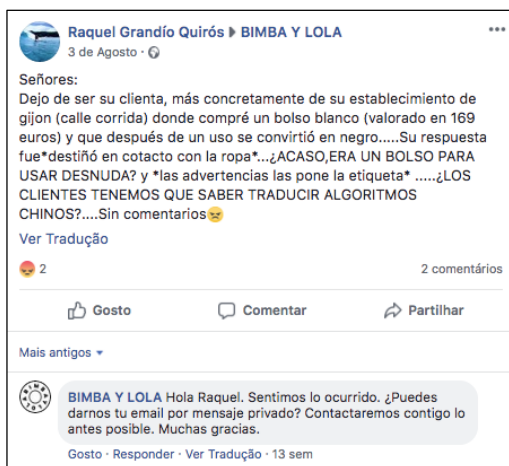 Raquel Grandío Quirós ▸ BIMBA Y LOLA
3 de Agosto ·
Señores:
Dejo de ser su clienta, más concretamente de su establecimiento de
gijon (calle corrida) donde compré un bolso blanco (valorado en 169
euros) y que después de un uso se convirtió en negro.....Su respuesta
fue*destiñó en cotacto con la ropa*...¿ACASO,ERA UN BOLSO PARA
USAR DESNUDA? y *las advertencias las pone la etiqueta* .....¿LOS
CLIENTES TENEMOS QUE SABER TRADUCIR ALGORITMOS
CHINOS?....Sin comentarios😠
Ver Tradução
2
2 comentários
Gosto
Comentar
Partilhar
Mais antigos
BIMBA Y LOLA Hola Raquel. Sentimos lo ocurrido. ¿Puedes
darnos tu email por mensaje privado? Contactaremos contigo lo
antes posible. Muchas gracias.
Gosto · Responder · Ver Tradução · 13 sem